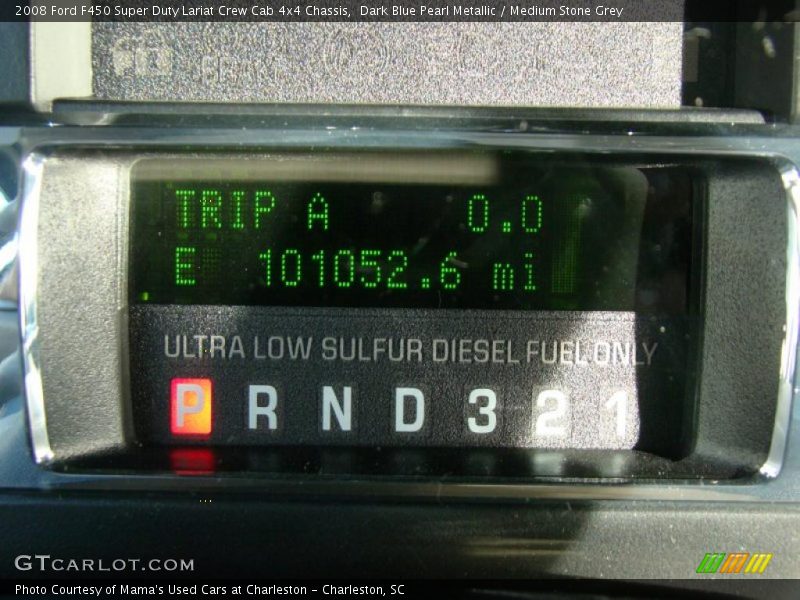 2008 Ford F450 Super Duty Lariat Crew Cab 4x4 Chassis, Dark Blue Pearl Metallic / Medium Stone Grey
TRIP A 0.0
E 101052.6 mi
ULTRA LOW SULFUR DIESEL FUEL ONLY
P R N D 3 2 1
GTCARLOT.COM
Photo Courtesy of Mama's Used Cars at Charleston - Charleston, SC